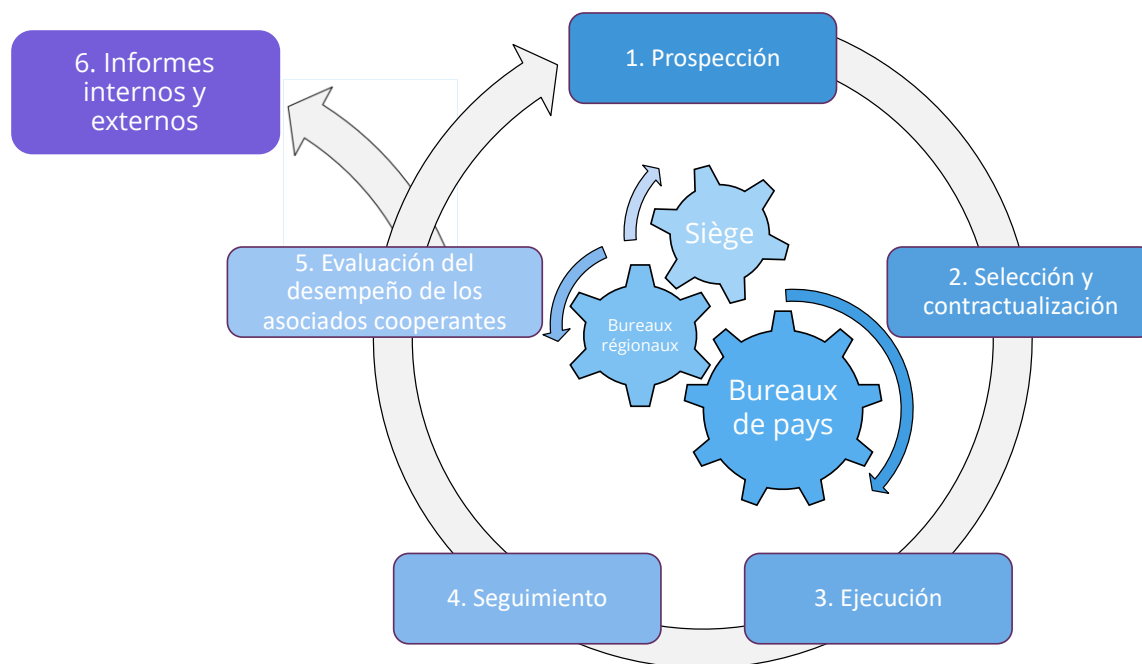 1. Prospección
6. Informes
internos y
externos
Siège
5. Evaluación del
desempeño de los
asociados cooperantes
2. Selección y
contractualización
Bureaux
régionaux
Bureaux
de pays
4. Seguimiento
3. Ejecución